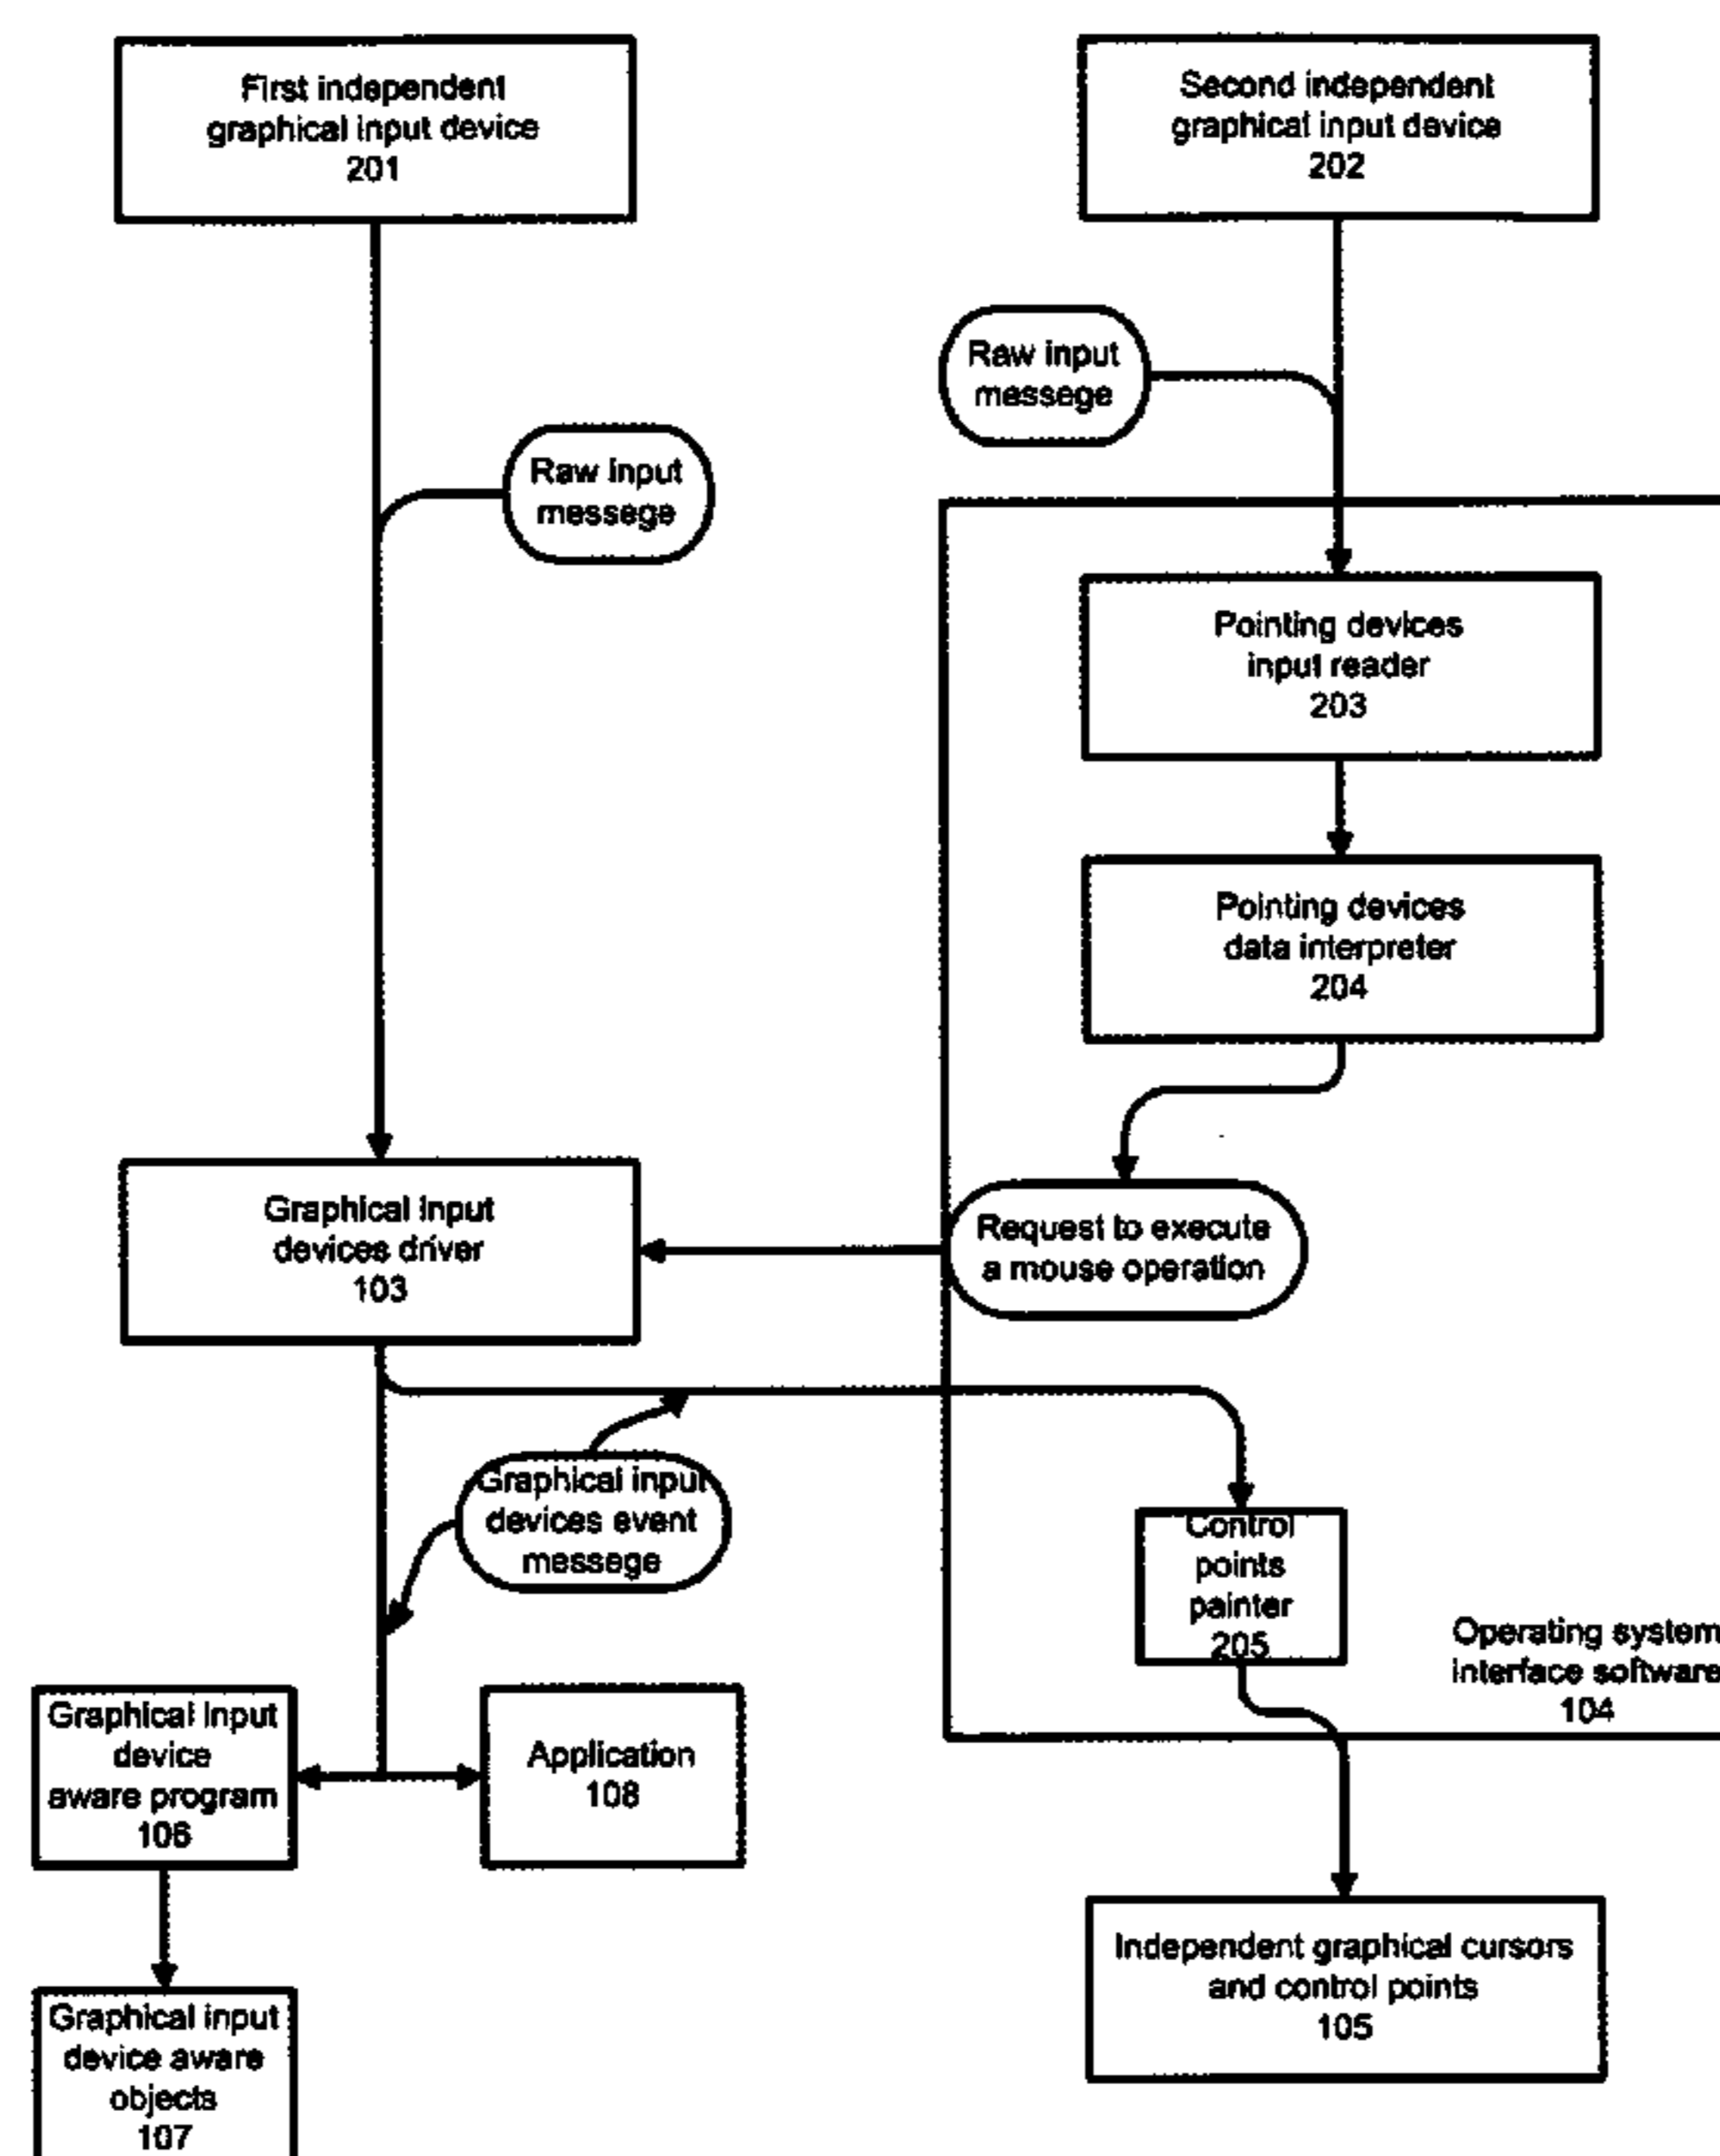 First independent
graphical input device
201
Second independent
graphical input device
202
Raw input
messege
Raw input
messege
Pointing devices
input reader
203
Pointing devices
data interpreter
204
Graphical input
devices driver
103
Request to execute
a mouse operation
Graphical input
devices event
messege
Control
points
painter
205
Operating system
interface software
104
Graphical input
device
aware program
106
Application
108
Independent graphical cursors
and control points
105
Graphical input
device aware
objects
107